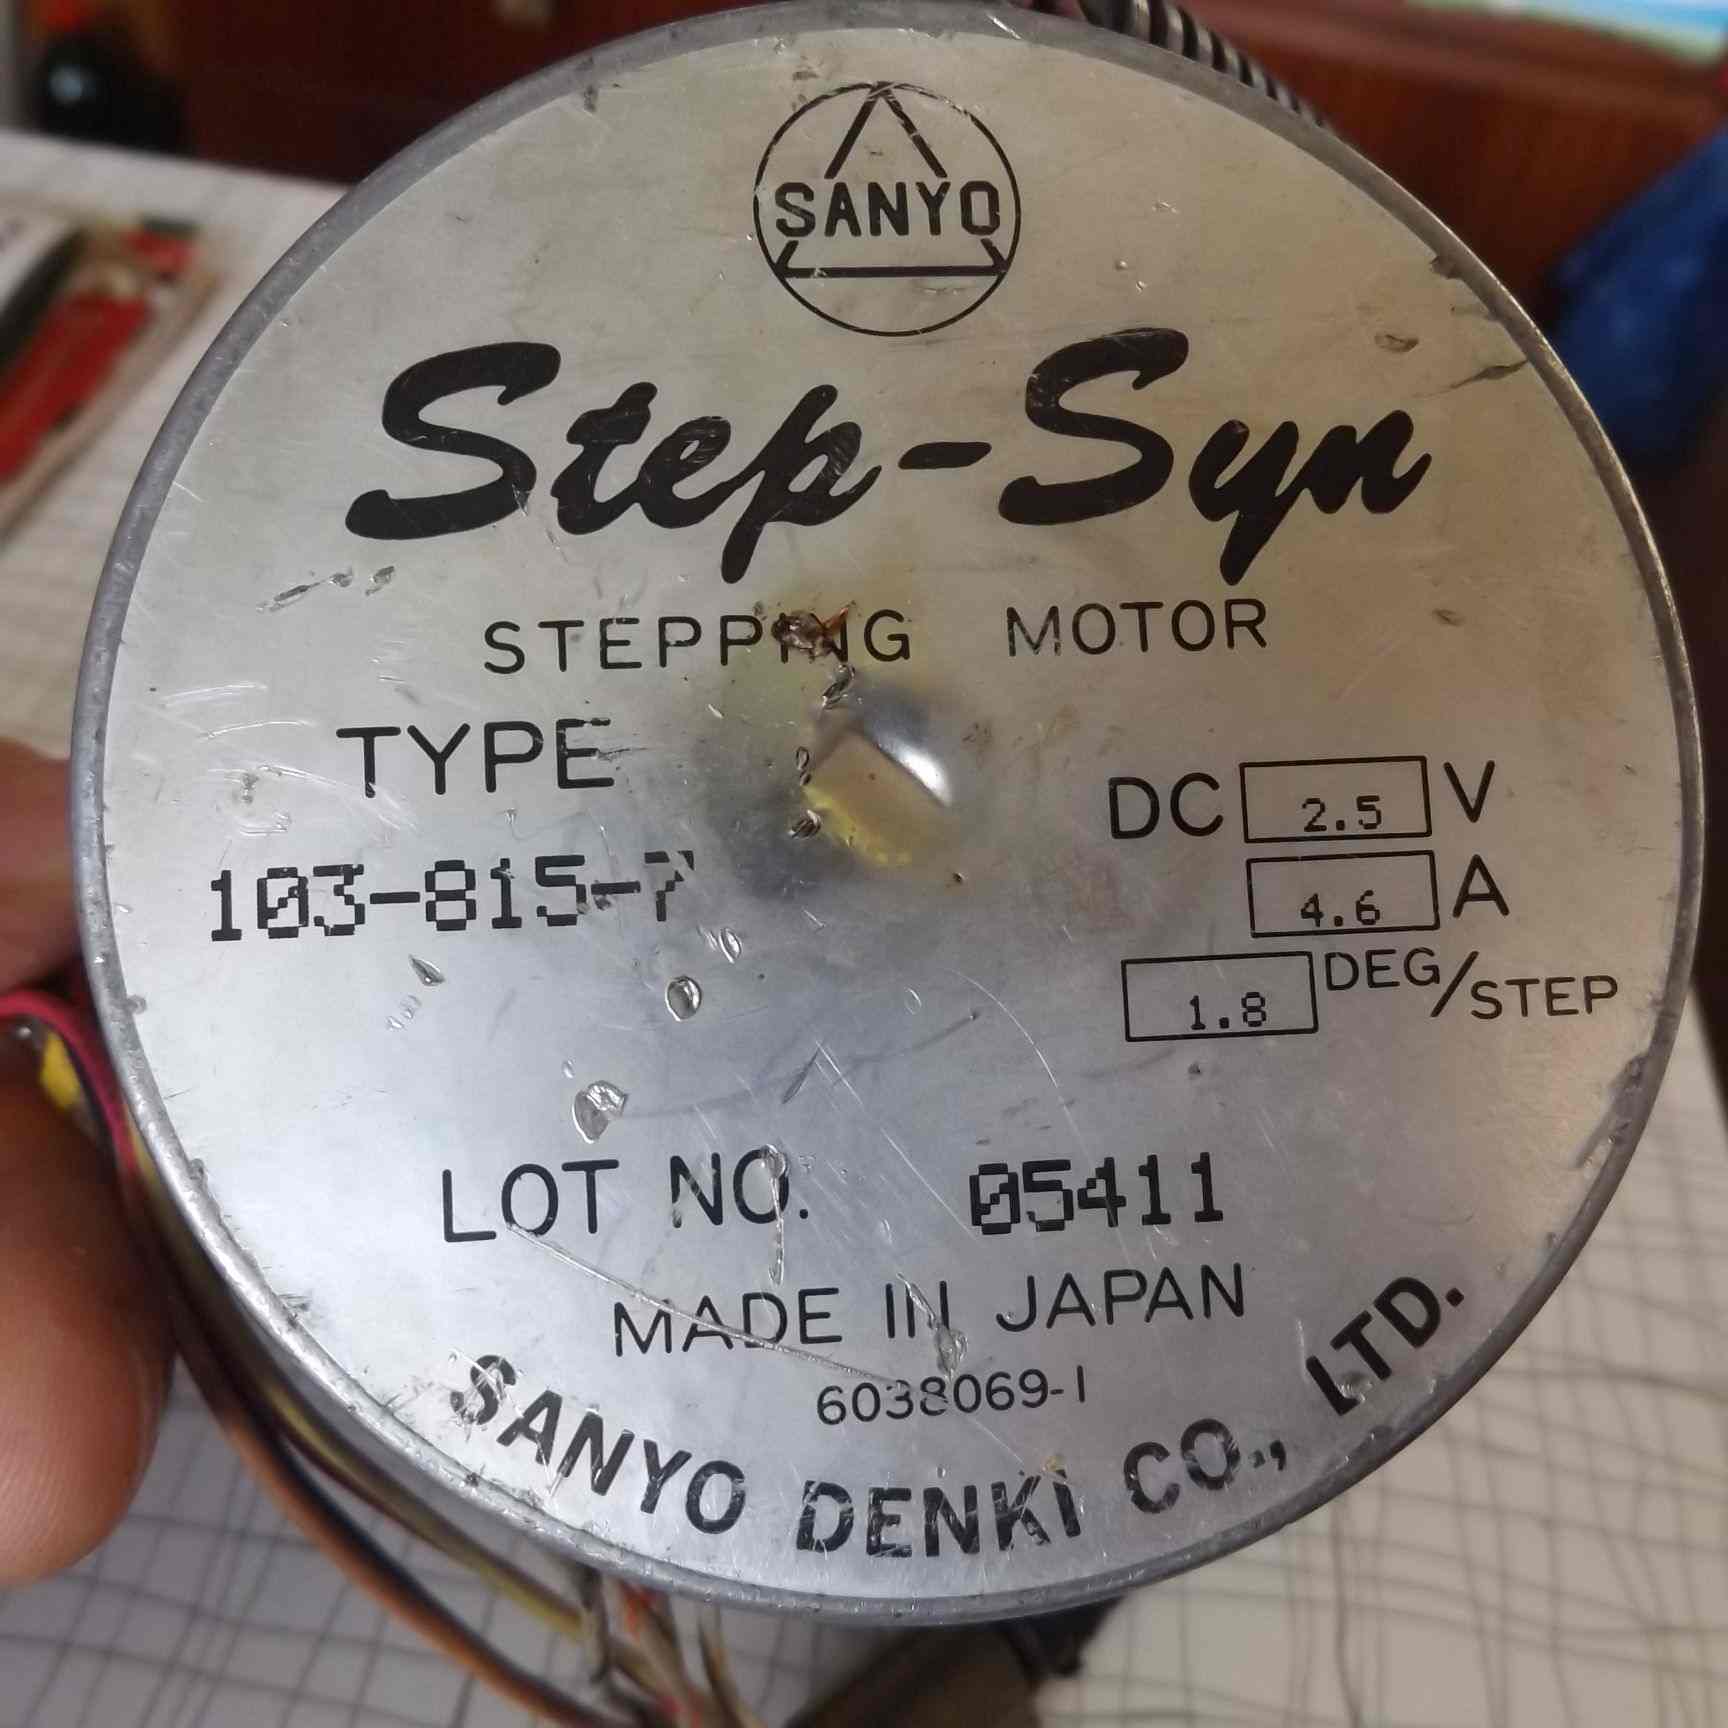 SANYO
Step-Syn
STEPPING MOTOR
TYPE
103-815-7
DC 2.5 V
4.6 A
1.8 DEG/STEP
LOT NO. 05411
MADE IN JAPAN
6038069-1
SANYO DENKI CO., LTD.